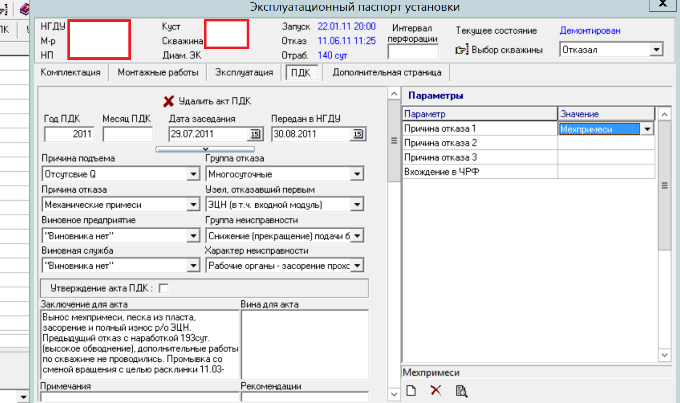 Эксплуатационный паспорт установки
x
НГДУ
М-р
НП
Куст
Скважина
Диам. ЭК
Запуск 22.01.11 20:00
Отказ 11.06.11 11:25
Отраб. 140 сут
Интервал перфорации
Текущее состояние Демонтирован
Выбор скважины Отказал
Комплектация Монтажные работы Эксплуатация ПДК Дополнительная страница
Удалить акт ПДК
Год ПДК Месяц ПДК Дата заседания Передан в НГДУ
2011 29.07.2011 15 30.08.2011 15
Причина подъема Группа отказа
Отсутсвие Q Многосуточные
Причина отказа Узел, отказавший первым
Механические примеси ЭЦН (в т.ч. входной модуль)
Виновное предприятие Группа неисправности
"Виновника нет" Снижение (прекращение) подачи б
Виновная служба Характер неисправности
"Виновника нет" Рабочие органы - засорение прохо
Утверждение акта ПДК :
Заключение для акта Вина для акта
Вынос мехпримеси, песка из пласта,
засорение и полный износ р/о ЭЦН.
Предыдущий отказ с наработкой 193сут.
(высокое обводнение), дополнительные работы
по скважине не проводились. Промывка со
сменой вращения с целью расклинки 11.03-
Примечания Рекомендации
Параметры
Параметр Значение
Причина отказа 1 Мехпримеси
Причина отказа 2
Причина отказа 3
Вхождение в ЧРФ
Мехпримеси